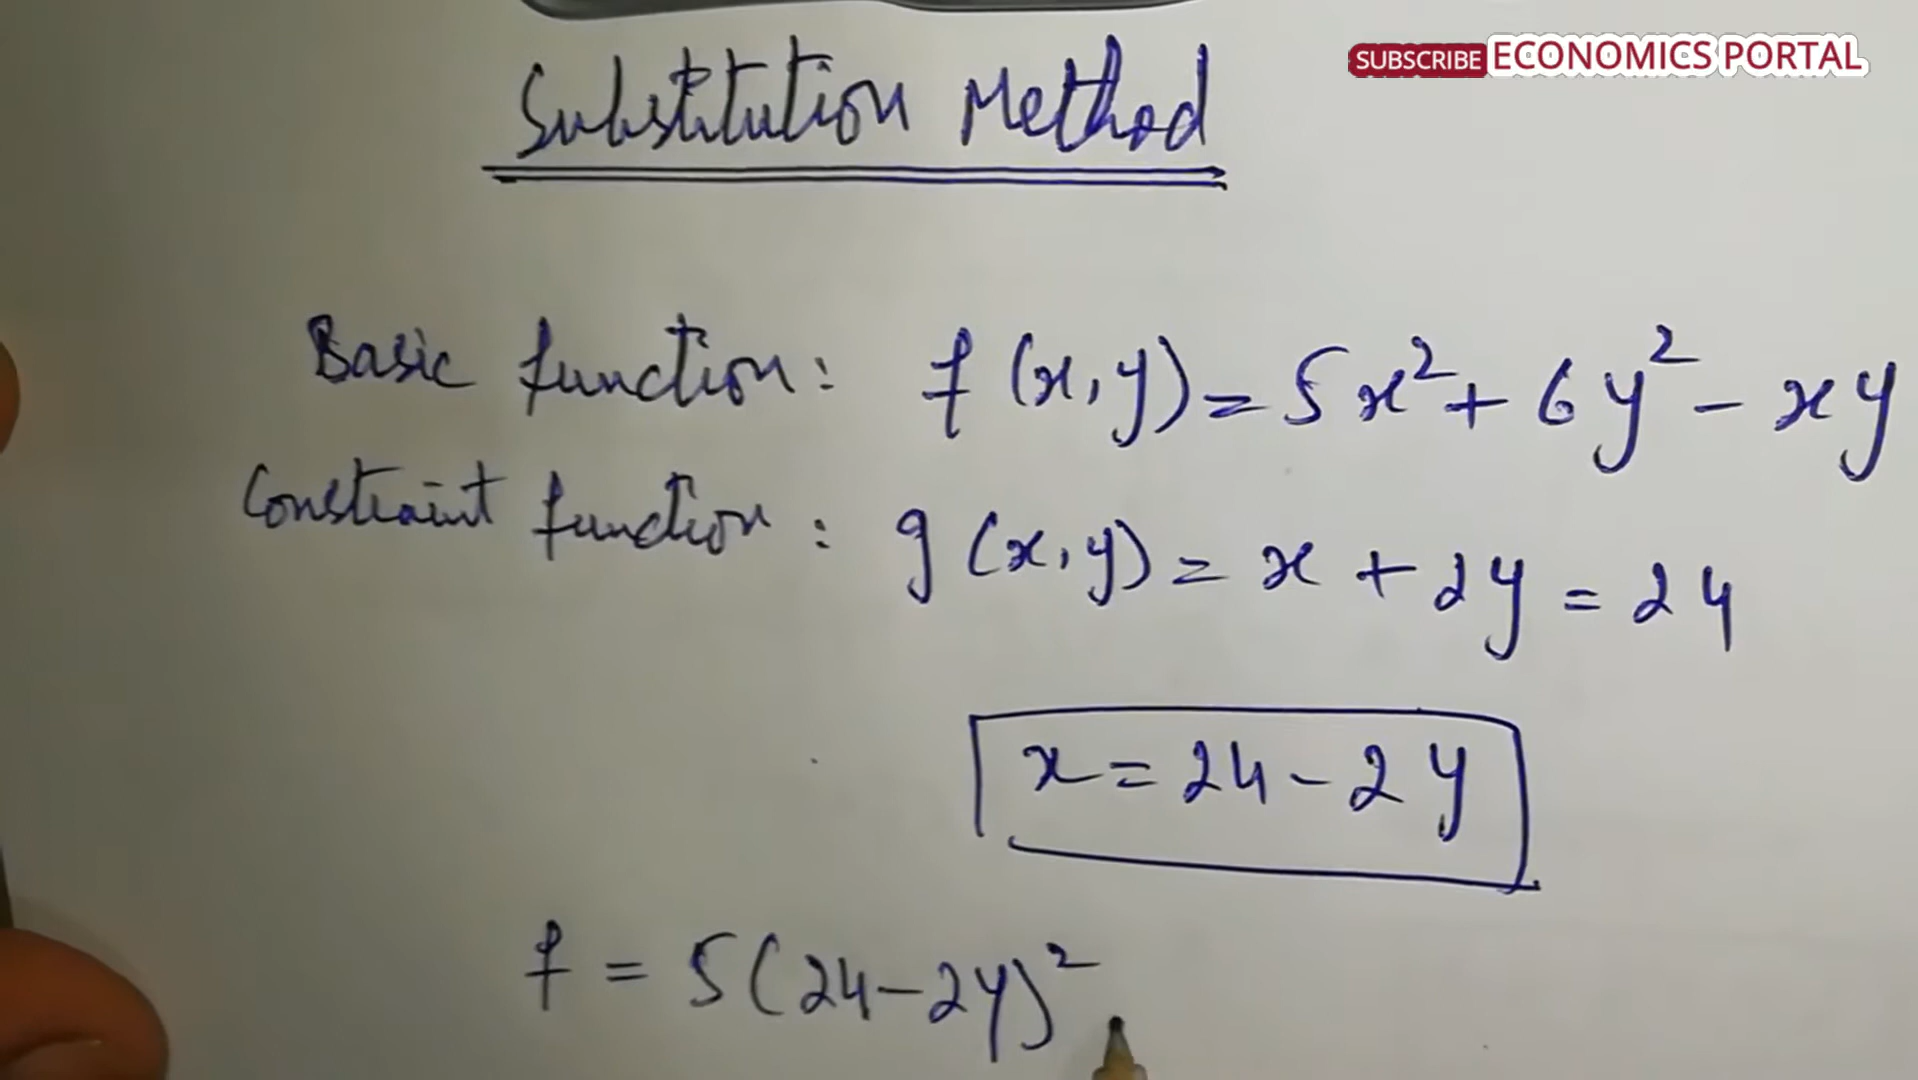 SUBSCRIBE ECONOMICS PORTAL
Substitution Method
Basic function: f(x,y) = 5x² + 6y² - xy
Constraint function: g(x,y) = x + 2y = 24
x = 24 - 2y
f = 5(24-2y)²